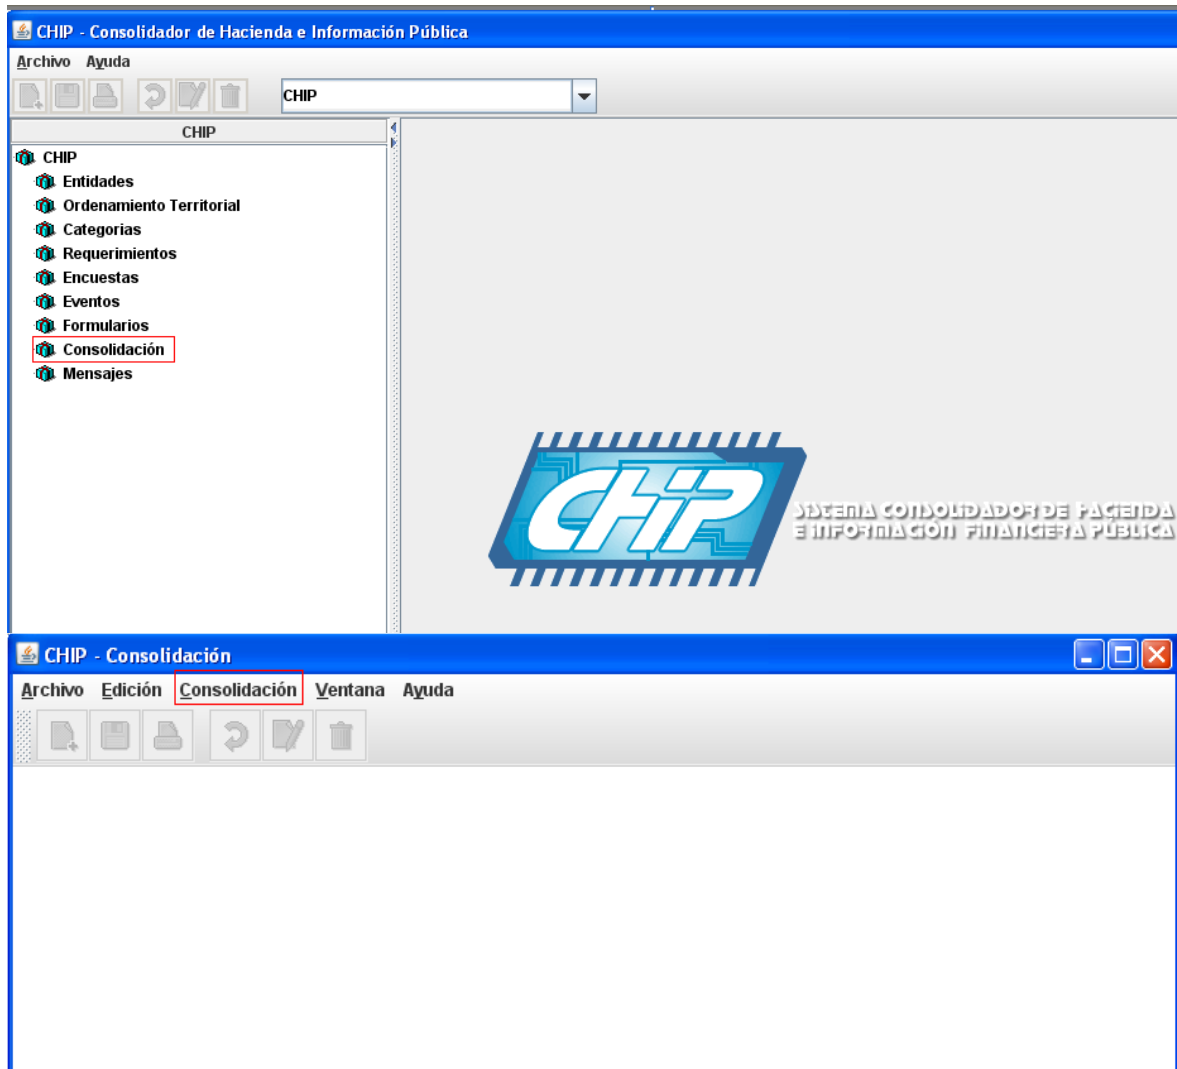 CHIP - Consolidador de Hacienda e Información Pública
Archivo Ayuda
CHIP
CHIP
CHIP
Entidades
Ordenamiento Territorial
Categorias
Requerimientos
Encuestas
Eventos
Formularios
Consolidación
Mensajes
CHIP
SISTEMA CONSOLIDADOR DE HACIENDA
E INFORMACIÓN FINANCIERA PÚBLICA
CHIP - Consolidación
Archivo Edición Consolidación Ventana Ayuda